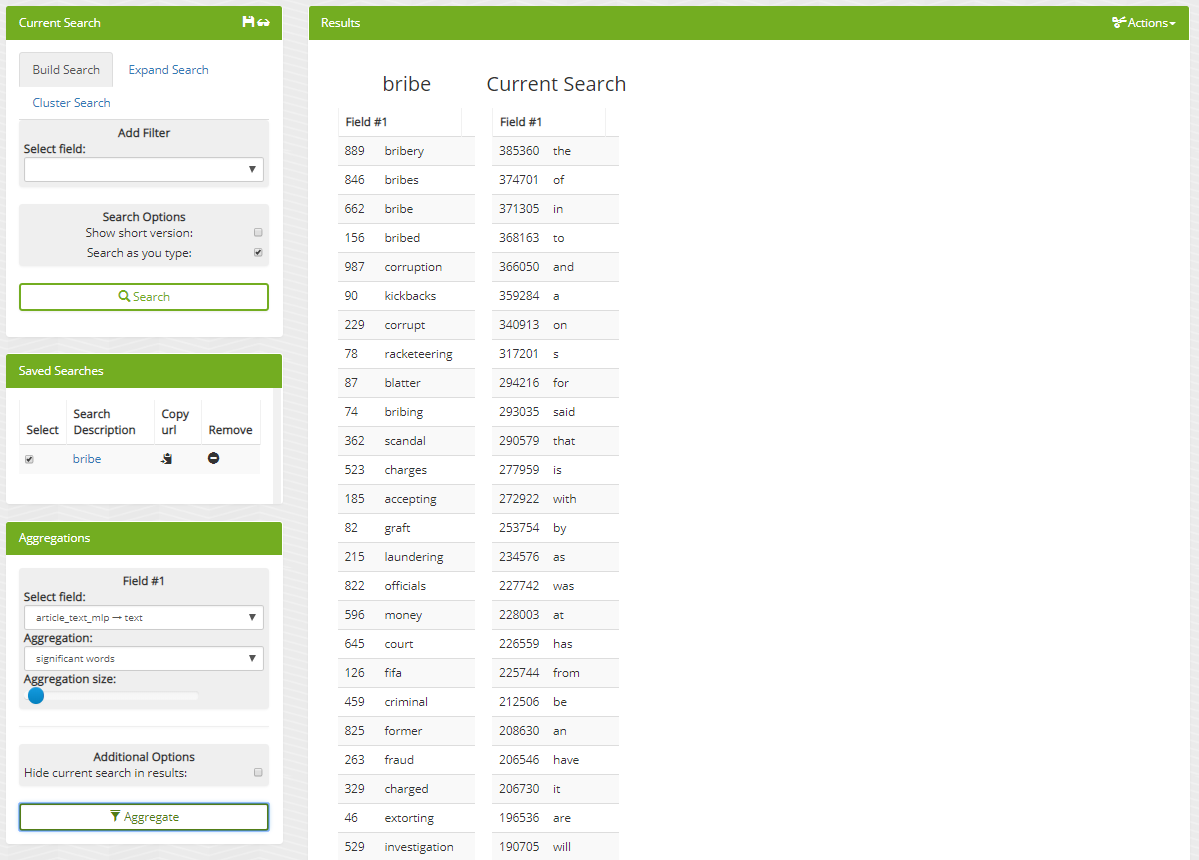 Current Search
Build Search
Expand Search
Cluster Search
Add Filter
Select field:
Search Options
Show short version:
Search as you type:
Search
Saved Searches
Select
Search Description
Copy url
Remove
bribe
Aggregations
Field #1
Select field:
article_text_mlp → text
Aggregation:
significant words
Aggregation size:
Additional Options
Hide current search in results:
Aggregate
Results
Actions
bribe
Field #1
889 bribery
846 bribes
662 bribe
156 bribed
987 corruption
90 kickbacks
229 corrupt
78 racketeering
87 blatter
74 bribing
362 scandal
523 charges
185 accepting
82 graft
215 laundering
822 officials
596 money
645 court
126 fifa
459 criminal
825 former
263 fraud
329 charged
46 extorting
529 investigation
Current Search
Field #1
385360 the
374701 of
371305 in
368163 to
366050 and
359284 a
340913 on
317201 s
294216 for
293035 said
290579 that
277959 is
272922 with
253754 by
234576 as
227742 was
228003 at
226559 has
225744 from
212506 be
208630 an
206546 have
206730 it
196536 are
190705 will